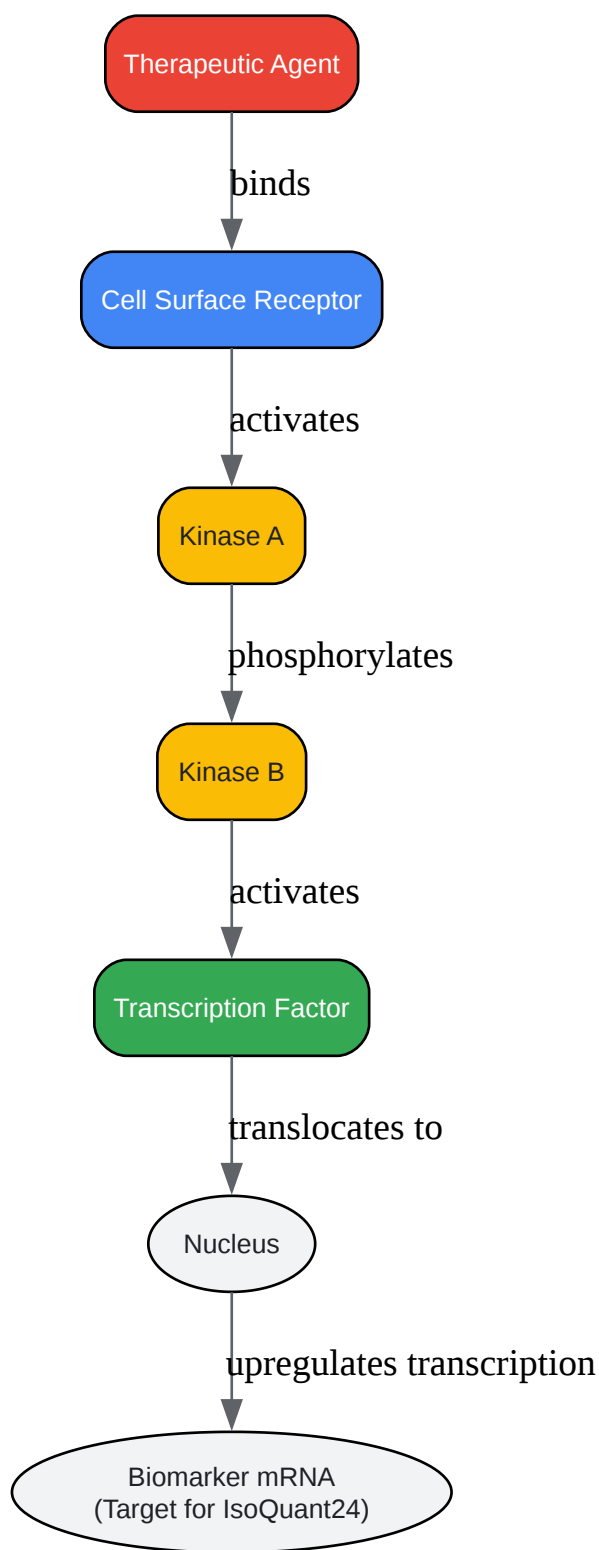 Therapeutic Agent
binds
Cell Surface Receptor
activates
Kinase A
phosphorylates
Kinase B
activates
Transcription Factor
translocates to
Nucleus
upregulates transcription
Biomarker mRNA
(Target for IsoQuant24)